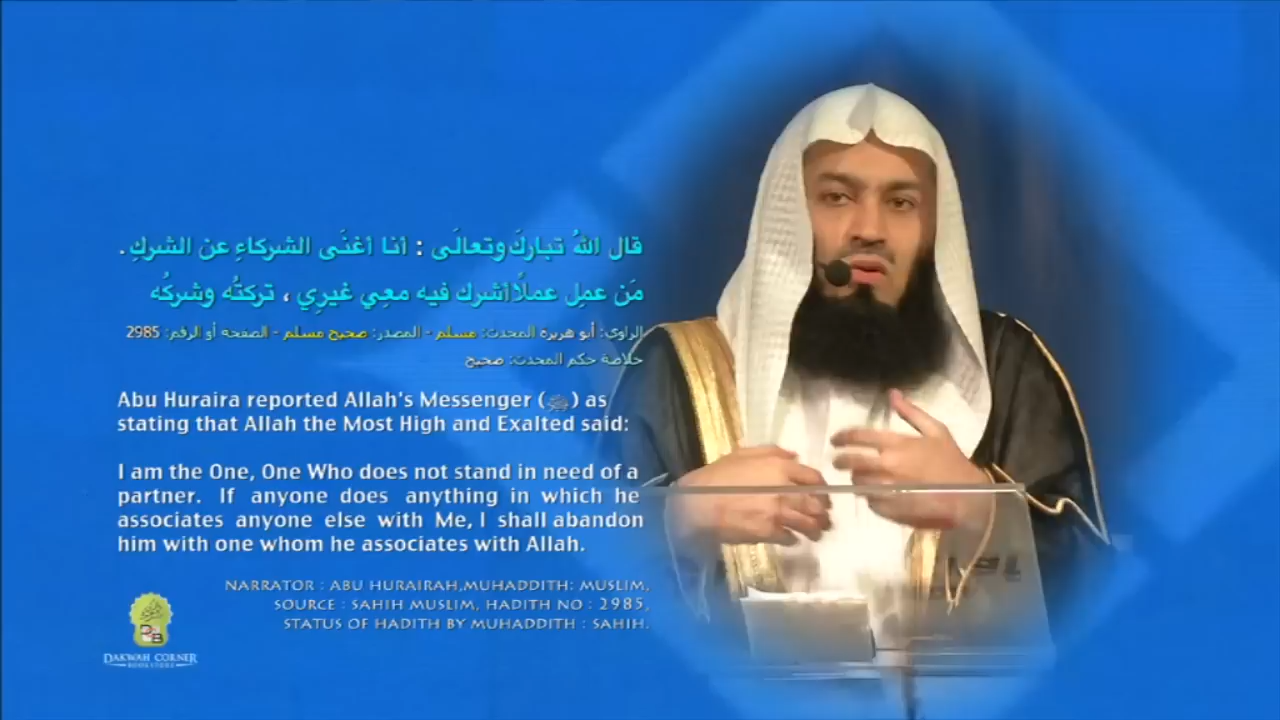 قال اللهُ تباركَ وتعالَى : أنا أغنَى الشركاءِ عن الشركِ .
مَن عمِل عملًا أشرك فيه معِي غيرِي ، تركتُه وشركُه
الراوي: أبو هريرة المحدث: مسلم - المصدر: صحيح مسلم - الصفحة أو الرقم: 2985
خلاصة حكم المحدث: صحيح
Abu Huraira reported Allah's Messenger (ﷺ) as
stating that Allah the Most High and Exalted said:
I am the One, One Who does not stand in need of a
partner. If anyone does anything in which he
associates anyone else with Me, I shall abandon
him with one whom he associates with Allah.
NARRATOR : ABU HURAIRAH,MUHADDITH: MUSLIM,
SOURCE : SAHIH MUSLIM, HADITH NO : 2985,
STATUS OF HADITH BY MUHADDITH : SAHIH.
DAKWAH CORNER
BOOKSTORE